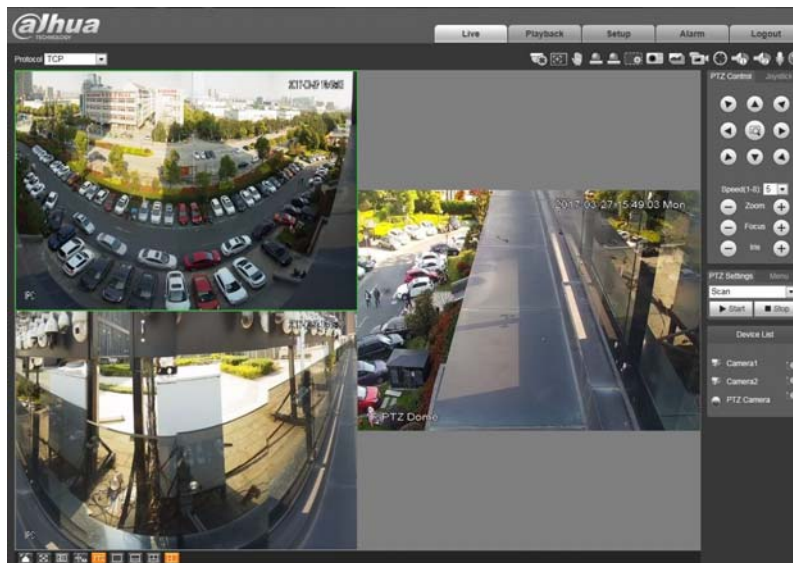 alhua
TECHNOLOGY
Live Playback Setup Alarm Logout
Protocol TCP
PTZ Control Joystick
Speed(1-8): 5
Zoom
Focus
Iris
PTZ Settings Menu
Scan
Start Stop
Device List
Camera1
Camera2
PTZ Camera
2017-03-27 15:49:03 Mon
IPC
PTZ Dome
IPC